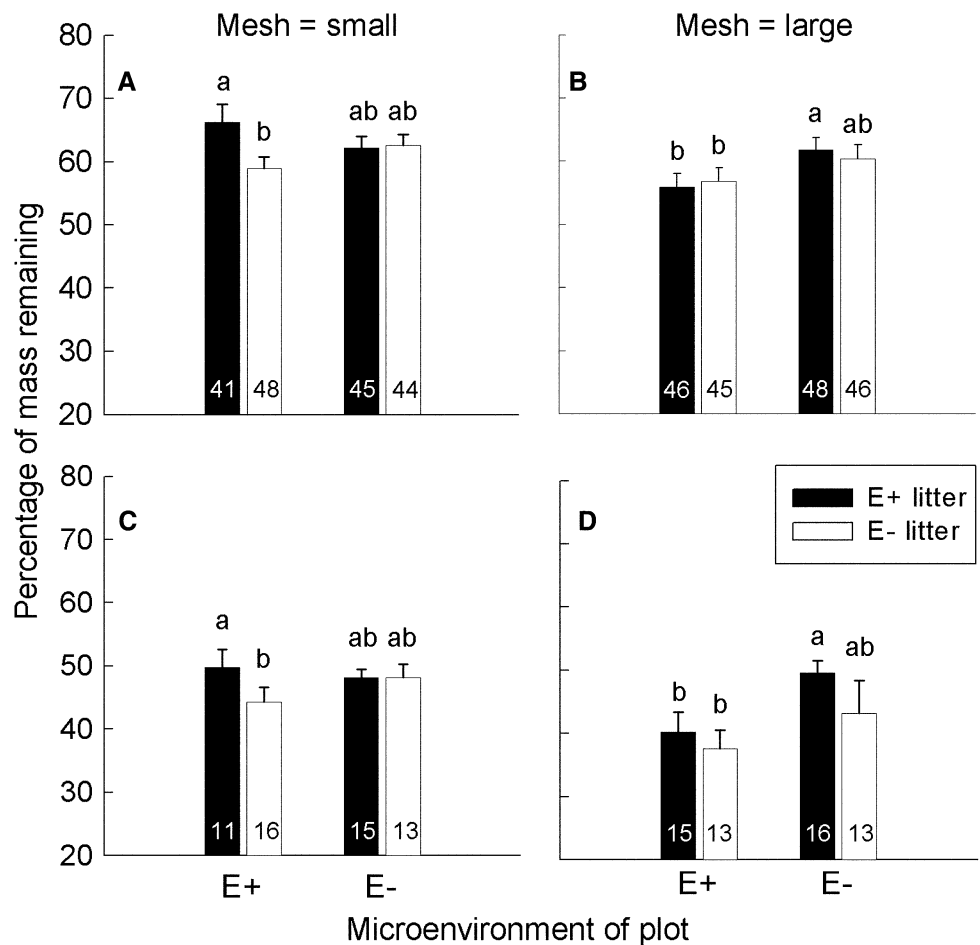 Mesh = small
Mesh = large
Percentage of mass remaining
80
70
60
50
40
30
20
A
a
b
ab ab
41 48 45 44
B
b b
a ab
46 45 48 46
80
70
60
50
40
30
20
C
a
b
ab ab
11 16 15 13
D
E+ litter
E- litter
b b
a ab
15 13 16 13
E+ E-
E+ E-
Microenvironment of plot